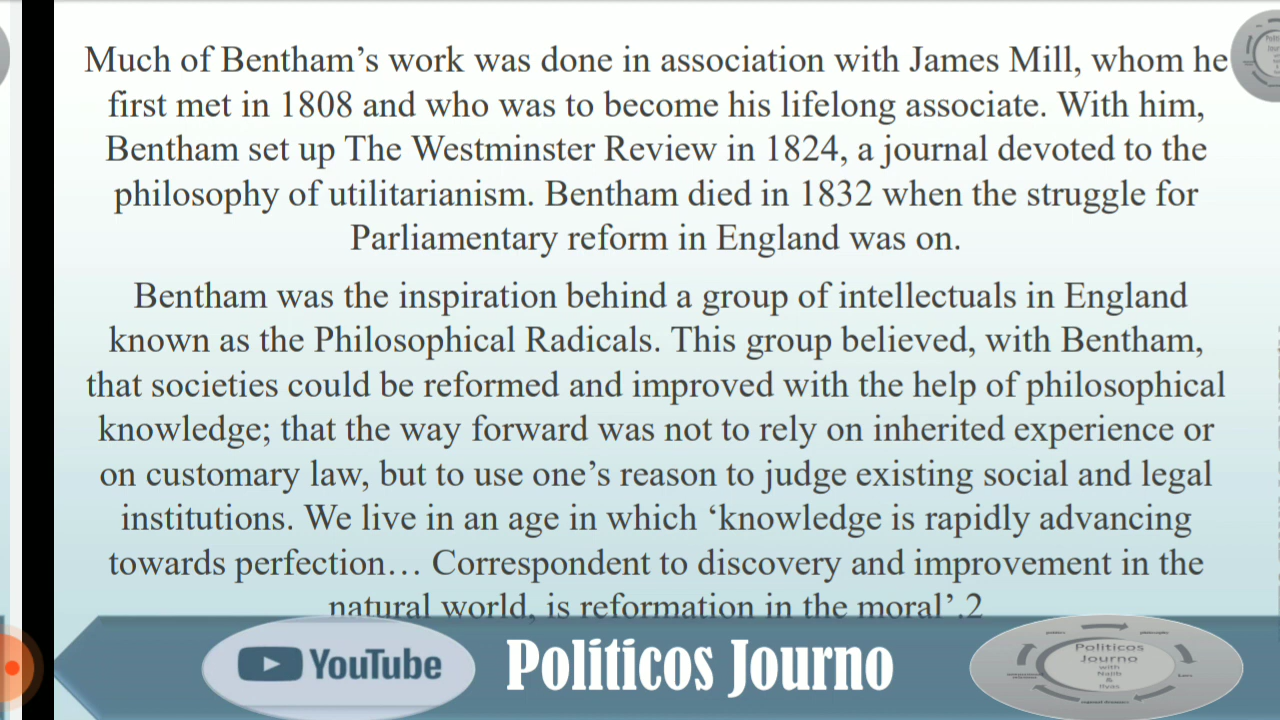 Much of Bentham’s work was done in association with James Mill, whom he
first met in 1808 and who was to become his lifelong associate. With him,
Bentham set up The Westminster Review in 1824, a journal devoted to the
philosophy of utilitarianism. Bentham died in 1832 when the struggle for
Parliamentary reform in England was on.
Bentham was the inspiration behind a group of intellectuals in England
known as the Philosophical Radicals. This group believed, with Bentham,
that societies could be reformed and improved with the help of philosophical
knowledge; that the way forward was not to rely on inherited experience or
on customary law, but to use one’s reason to judge existing social and legal
institutions. We live in an age in which ‘knowledge is rapidly advancing
towards perfection… Correspondent to discovery and improvement in the
natural world, is reformation in the moral’.2
YouTube
Politicos Journo
Politicos
Journo
with
Najib
&
Ilyas